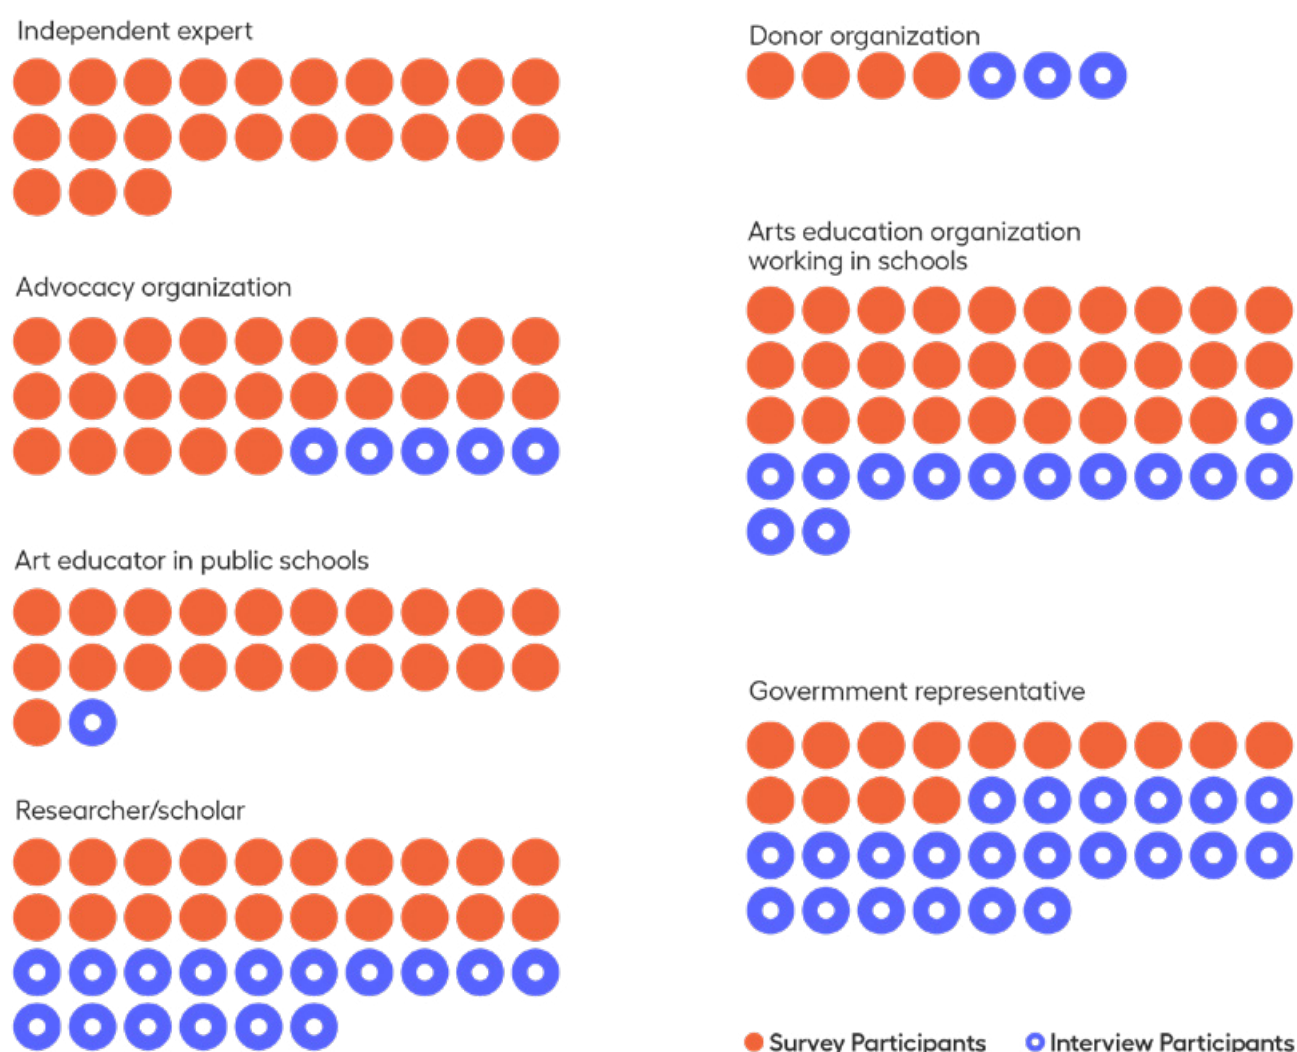 Independent expert
Advocacy organization
Art educator in public schools
Researcher/scholar
Donor organization
Arts education organization
working in schools
Govermment representative
Survey Participants
Interview Participants